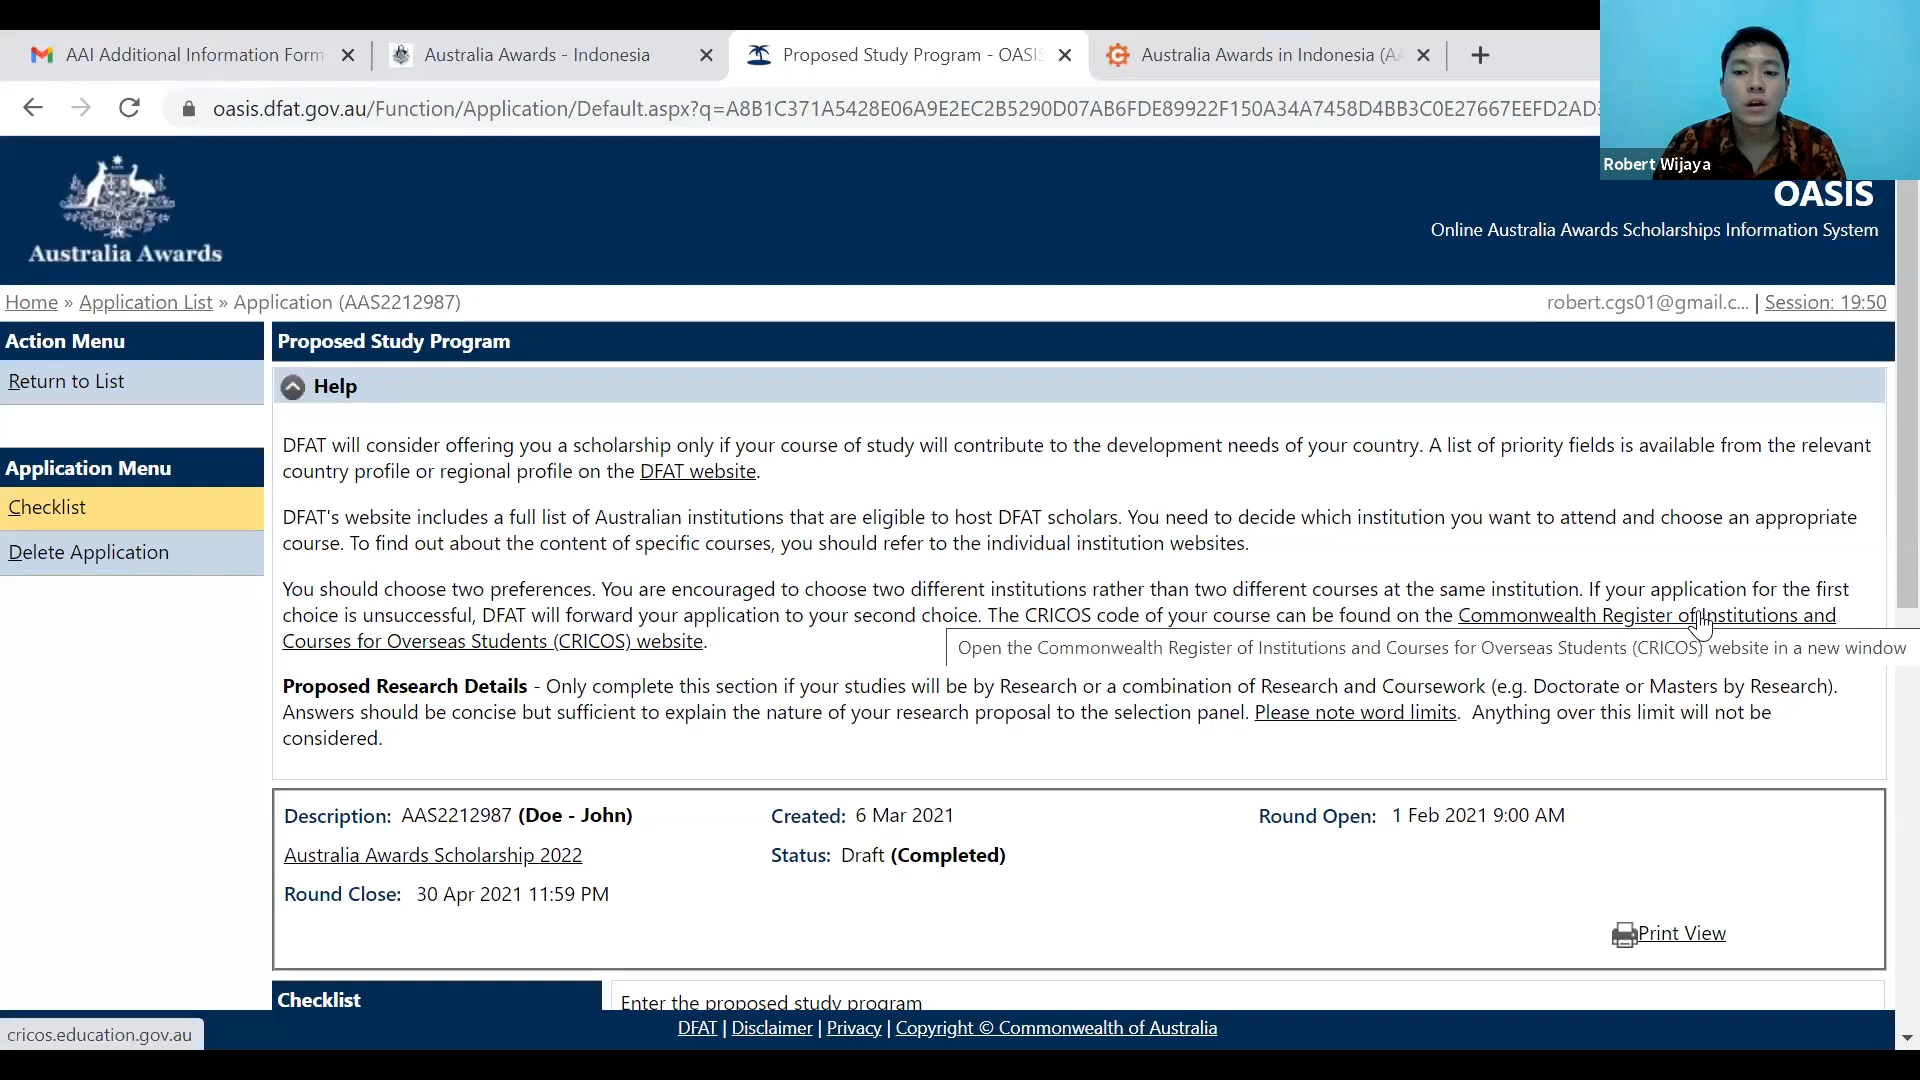 AAI Additional Information Form
Australia Awards - Indonesia
Proposed Study Program - OASIS
Australia Awards in Indonesia (AA
oasis.dfat.gov.au/Function/Application/Default.aspx?q=A8B1C371A5428E06A9E2EC2B5290D07AB6FDE89922F150A34A7458D4BB3C0E27667EEFD2AD3
Robert Wijaya
Australia Awards
OASIS
Online Australia Awards Scholarships Information System
Home » Application List » Application (AAS2212987)
robert.cgs01@gmail.c... | Session: 19:50
Action Menu
Return to List
Application Menu
Checklist
Delete Application
Proposed Study Program
Help
DFAT will consider offering you a scholarship only if your course of study will contribute to the development needs of your country. A list of priority fields is available from the relevant
country profile or regional profile on the DFAT website.
DFAT's website includes a full list of Australian institutions that are eligible to host DFAT scholars. You need to decide which institution you want to attend and choose an appropriate
course. To find out about the content of specific courses, you should refer to the individual institution websites.
You should choose two preferences. You are encouraged to choose two different institutions rather than two different courses at the same institution. If your application for the first
choice is unsuccessful, DFAT will forward your application to your second choice. The CRICOS code of your course can be found on the Commonwealth Register of Institutions and
Courses for Overseas Students (CRICOS) website.
Open the Commonwealth Register of Institutions and Courses for Overseas Students (CRICOS) website in a new window
Proposed Research Details - Only complete this section if your studies will be by Research or a combination of Research and Coursework (e.g. Doctorate or Masters by Research).
Answers should be concise but sufficient to explain the nature of your research proposal to the selection panel. Please note word limits. Anything over this limit will not be
considered.
Description: AAS2212987 (Doe - John)
Created: 6 Mar 2021
Round Open: 1 Feb 2021 9:00 AM
Australia Awards Scholarship 2022
Status: Draft (Completed)
Round Close: 30 Apr 2021 11:59 PM
Print View
Checklist
Enter the proposed study program
DFAT | Disclaimer | Privacy | Copyright © Commonwealth of Australia
cricos.education.gov.au